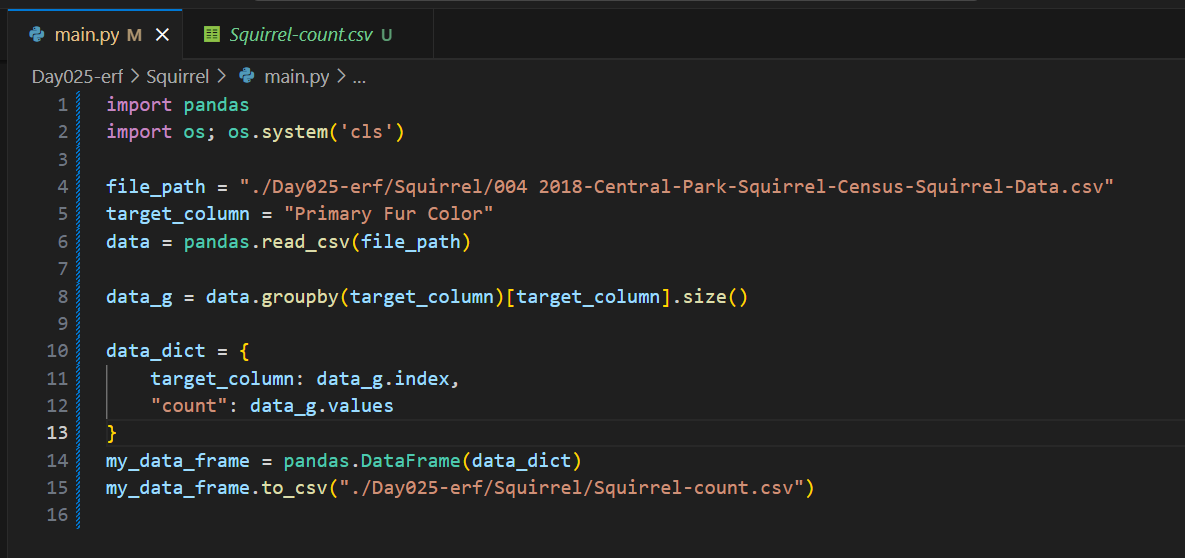 main.py M
Squirrel-count.csv U
Day025-erf > Squirrel > main.py > ...
1 import pandas
2 import os; os.system('cls')
3
4 file_path = "./Day025-erf/Squirrel/004 2018-Central-Park-Squirrel-Census-Squirrel-Data.csv"
5 target_column = "Primary Fur Color"
6 data = pandas.read_csv(file_path)
7
8 data_g = data.groupby(target_column)[target_column].size()
9
10 data_dict = {
11     target_column: data_g.index,
12     "count": data_g.values
13 }
14 my_data_frame = pandas.DataFrame(data_dict)
15 my_data_frame.to_csv("./Day025-erf/Squirrel/Squirrel-count.csv")
16